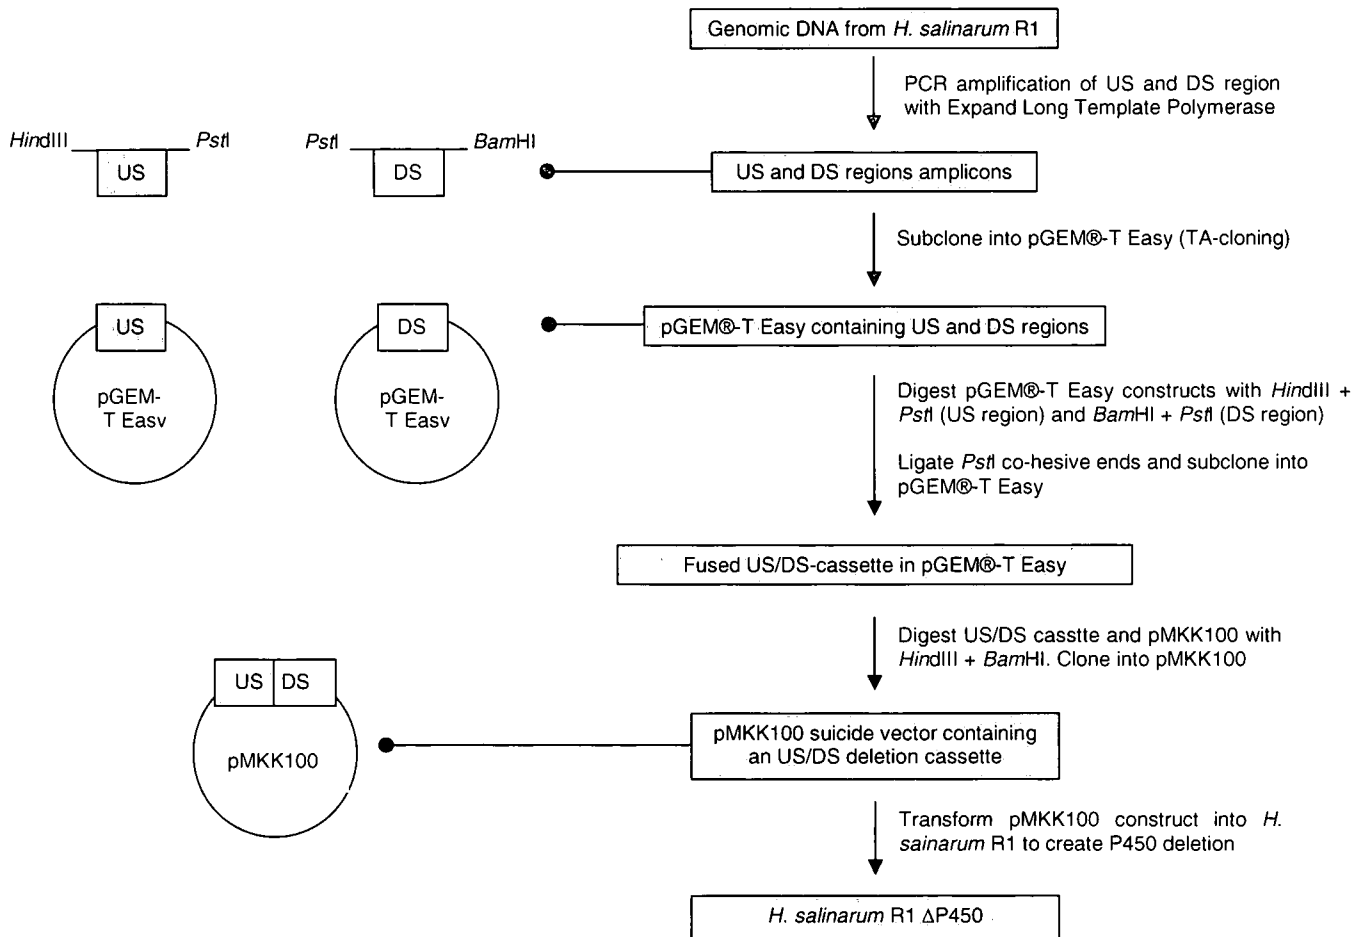 Genomic DNA from H. salinarum R1
PCR amplification of US and DS region
with Expand Long Template Polymerase
HindIII
PstI
US
PstI
BamHI
DS
US and DS regions amplicons
Subclone into pGEM®-T Easy (TA-cloning)
US
pGEM-
T Easv
DS
pGEM-
T Easv
pGEM®-T Easy containing US and DS regions
Digest pGEM®-T Easy constructs with HindIII +
PstI (US region) and BamHI + PstI (DS region)
Ligate PstI co-hesive ends and subclone into
pGEM®-T Easy
Fused US/DS-cassette in pGEM®-T Easy
Digest US/DS casstte and pMKK100 with
HindIII + BamHI. Clone into pMKK100
US DS
pMKK100
pMKK100 suicide vector containing
an US/DS deletion cassette
Transform pMKK100 construct into H.
sainarum R1 to create P450 deletion
H. salinarum R1 ΔP450